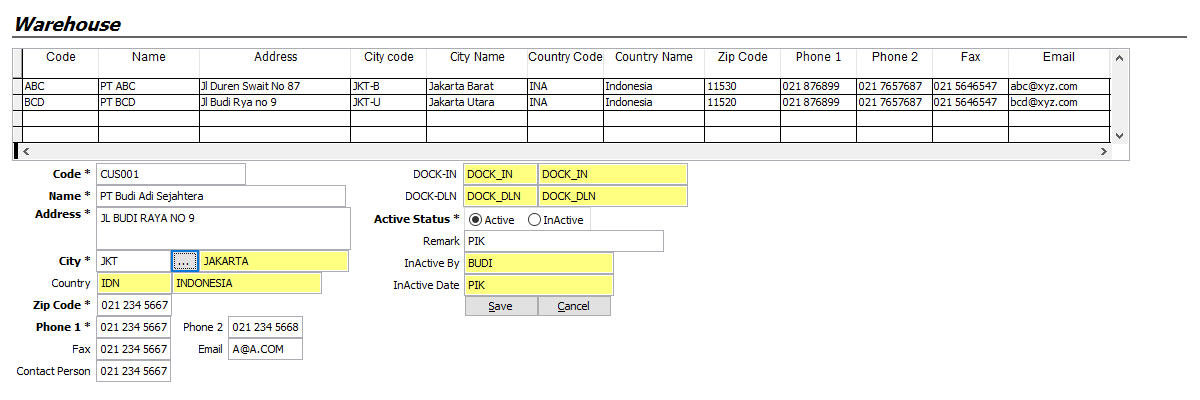 Warehouse
Code Name Address City code City Name Country Code Country Name Zip Code Phone 1 Phone 2 Fax Email
ABC PT ABC Jl Duren Swait No 87 JKT-B Jakarta Barat INA Indonesia 11530 021 876899 021 7657687 021 5646547 abc@xyz.com
BCD PT BCD Jl Budi Rya no 9 JKT-U Jakarta Utara INA Indonesia 11520 021 876899 021 7657687 021 5646547 bcd@xyz.com
Code * CUS001 DOCK-IN DOCK_IN DOCK_IN
Name * PT Budi Adi Sejahtera DOCK-DLN DOCK_DLN DOCK_DLN
Address * JL BUDI RAYA NO 9 Active Status * Active InActive
Remark PIK
City * JKT ... JAKARTA InActive By BUDI
Country IDN INDONESIA InActive Date PIK
Zip Code * 021 234 5667 Save Cancel
Phone 1 * 021 234 5667 Phone 2 021 234 5668
Fax 021 234 5667 Email A@A.COM
Contact Person 021 234 5667